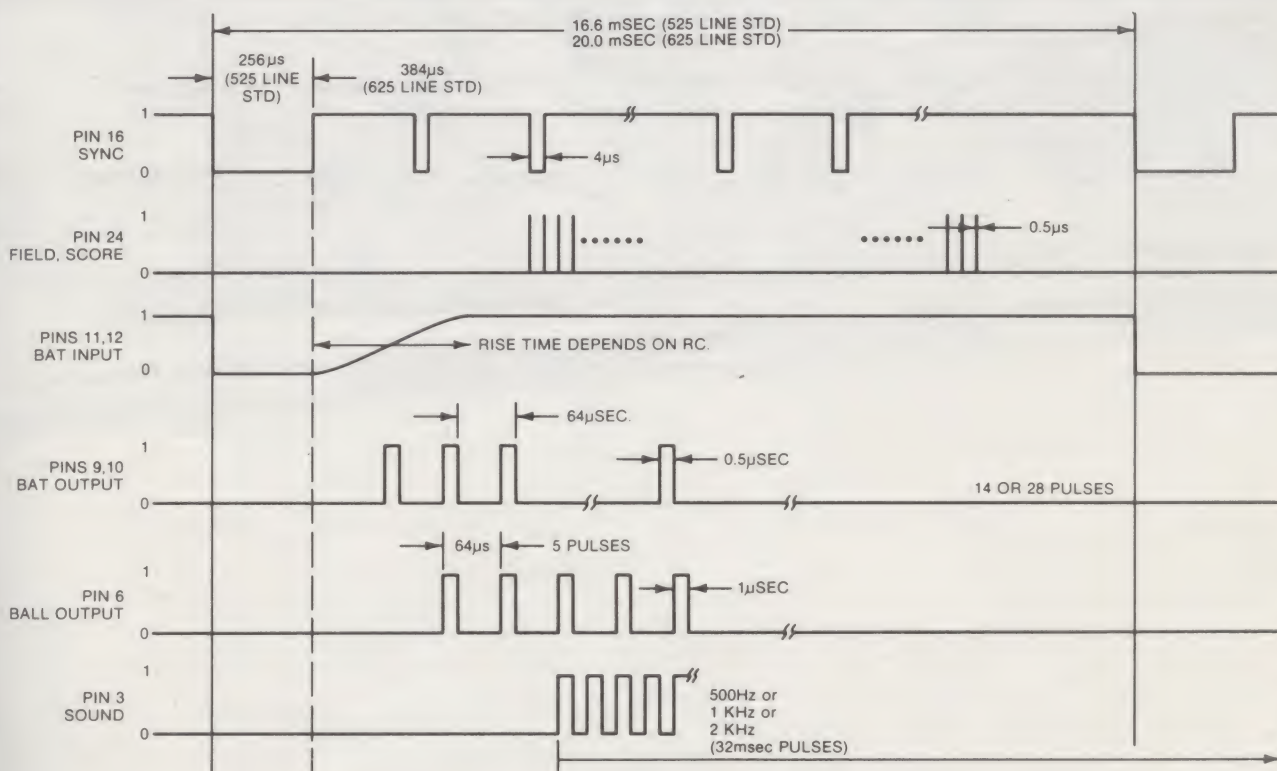 16.6 mSEC (525 LINE STD)
20.0 mSEC (625 LINE STD)
256µs
(525 LINE
STD)
384µs
(625 LINE STD)
PIN 16
SYNC
1
0
4µs
PIN 24
FIELD, SCORE
1
0
0.5µs
PINS 11,12
BAT INPUT
1
0
RISE TIME DEPENDS ON RC.
64µSEC.
PINS 9,10
BAT OUTPUT
1
0
0.5µSEC
14 OR 28 PULSES
64µs
5 PULSES
PIN 6
BALL OUTPUT
1
0
1µSEC
PIN 3
SOUND
1
0
500Hz or
1 KHz or
2 KHz
(32msec PULSES)